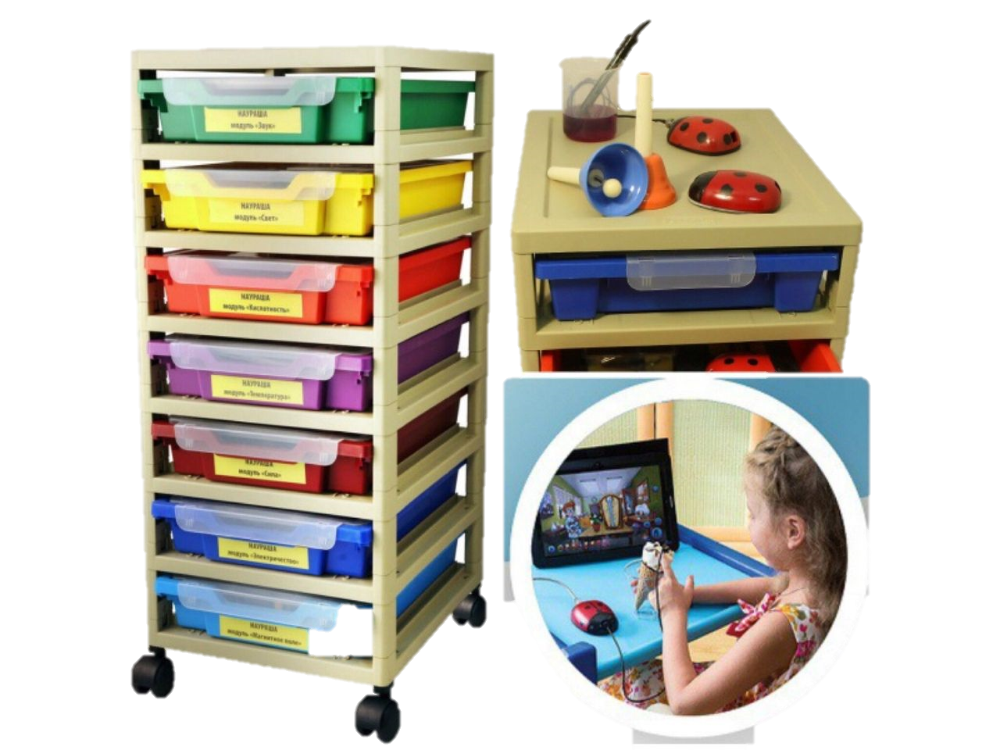 НАУРАША
модуль «Звук»
НАУРАША
модуль «Свет»
НАУРАША
модуль «Кислотность»
НАУРАША
модуль «Температура»
НАУРАША
модуль «Сила»
НАУРАША
модуль «Электричество»
НАУРАША
модуль «Магнитное поле»